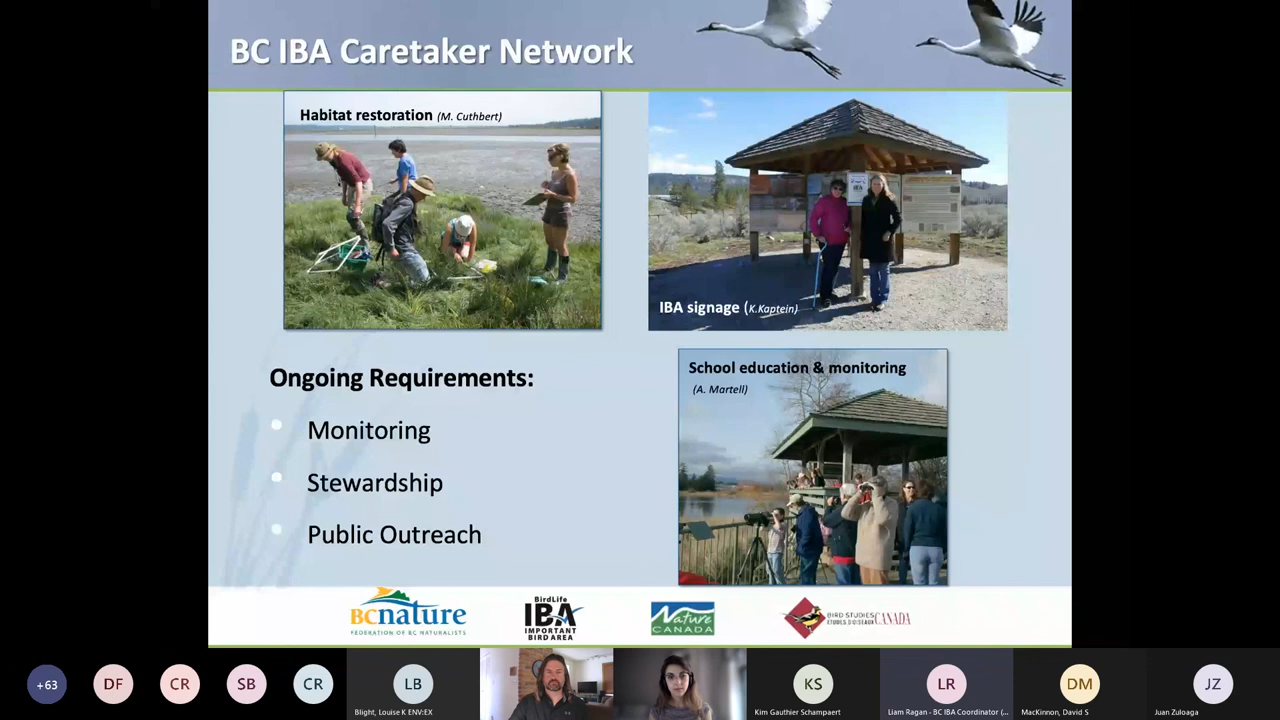 BC IBA Caretaker Network
Habitat restoration (M. Cuthbert)
IBA
IBA signage (K.Kaptein)
Ongoing Requirements:
Monitoring
Stewardship
Public Outreach
School education & monitoring
(A. Martell)
BCnature
FEDERATION OF BC NATURALISTS
BirdLife
IBA
IMPORTANT
BIRD AREA
Nature
CANADA
BIRD STUDIES
ÉTUDES D'OISEAUX CANADA
+63
DF
CR
SB
CR
LB
KS
LR
DM
JZ
Blight, Louise K ENV:EX
Kim Gauthier Schampaert
Liam Ragan - BC IBA Coordinator (...
MacKinnon, David S
Juan Zuloaga